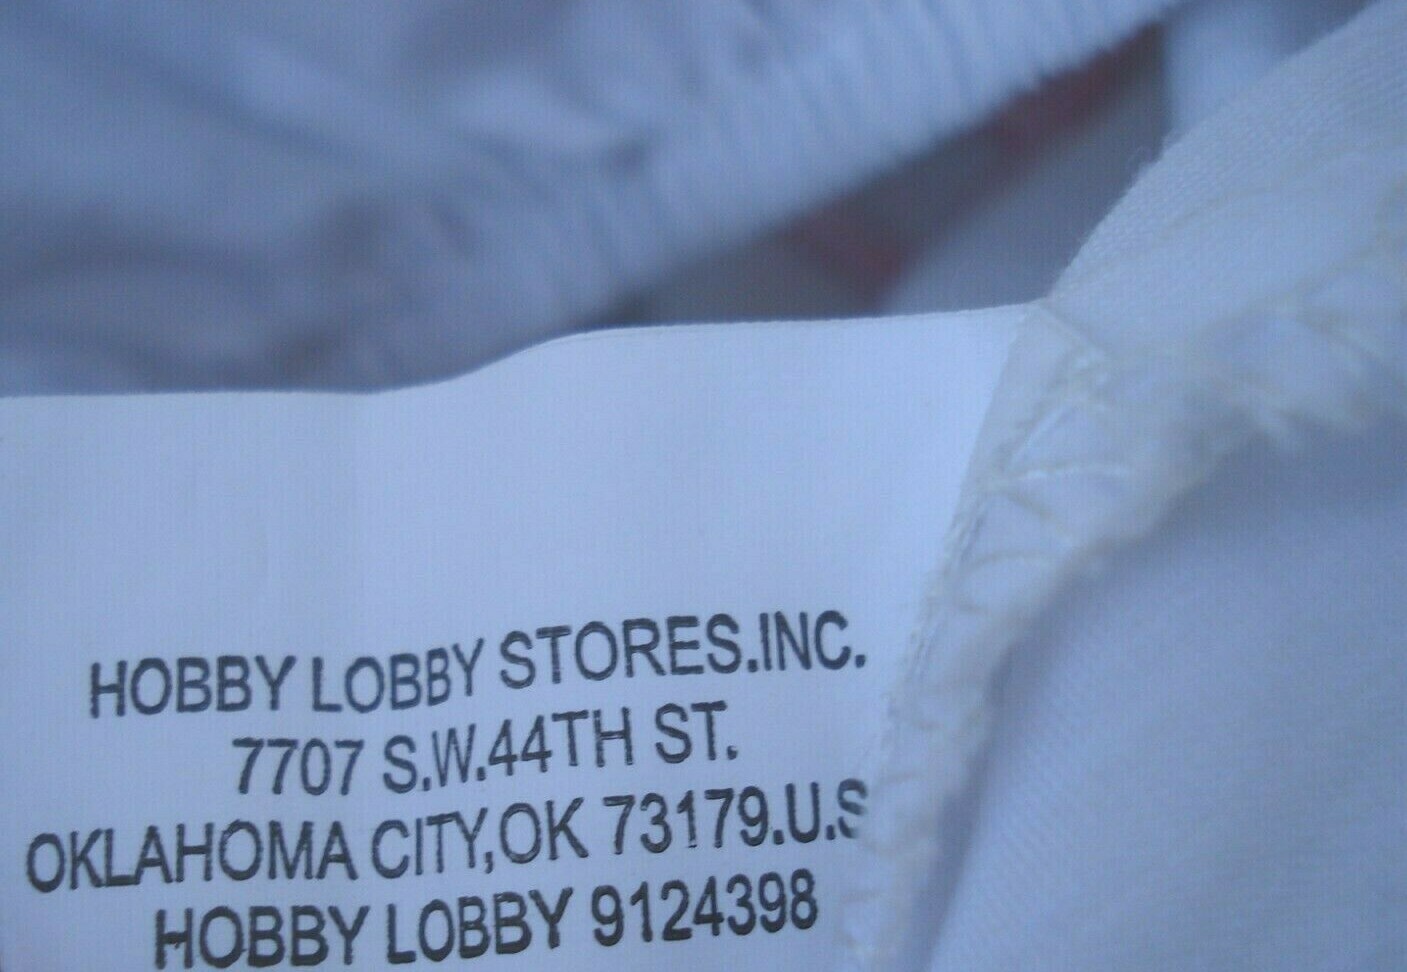 HOBBY LOBBY STORES.INC.
7707 S.W.44TH ST.
OKLAHOMA CITY,OK 73179.U.S
HOBBY LOBBY 9124398